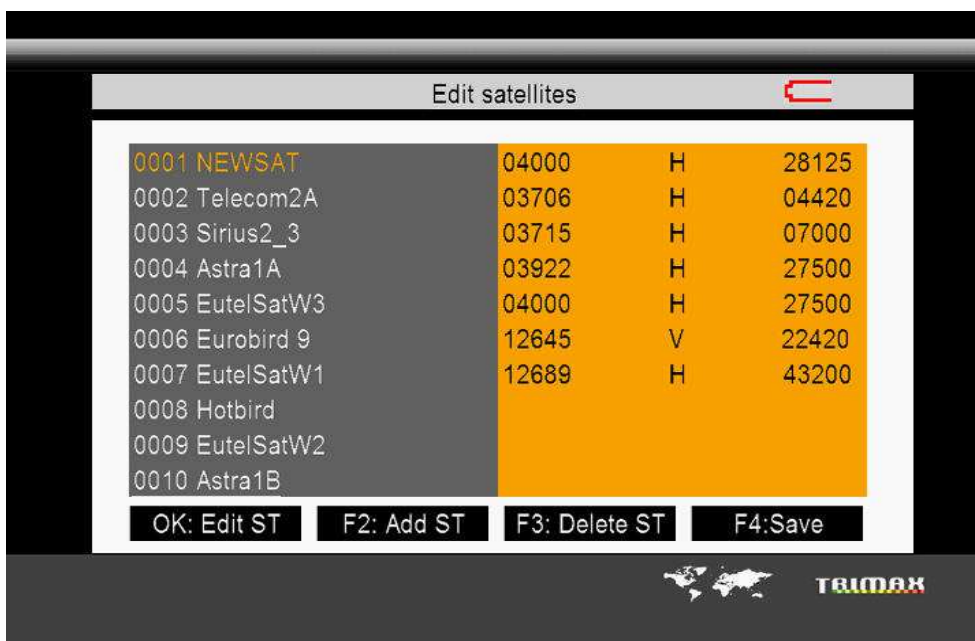 Edit satellites
0001 NEWSAT 04000 H 28125
0002 Telecom2A 03706 H 04420
0003 Sirius2_3 03715 H 07000
0004 Astra1A 03922 H 27500
0005 EutelSatW3 04000 H 27500
0006 Eurobird 9 12645 V 22420
0007 EutelSatW1 12689 H 43200
0008 Hotbird
0009 EutelSatW2
0010 Astra1B
OK: Edit ST F2: Add ST F3: Delete ST F4:Save
TRIMAX